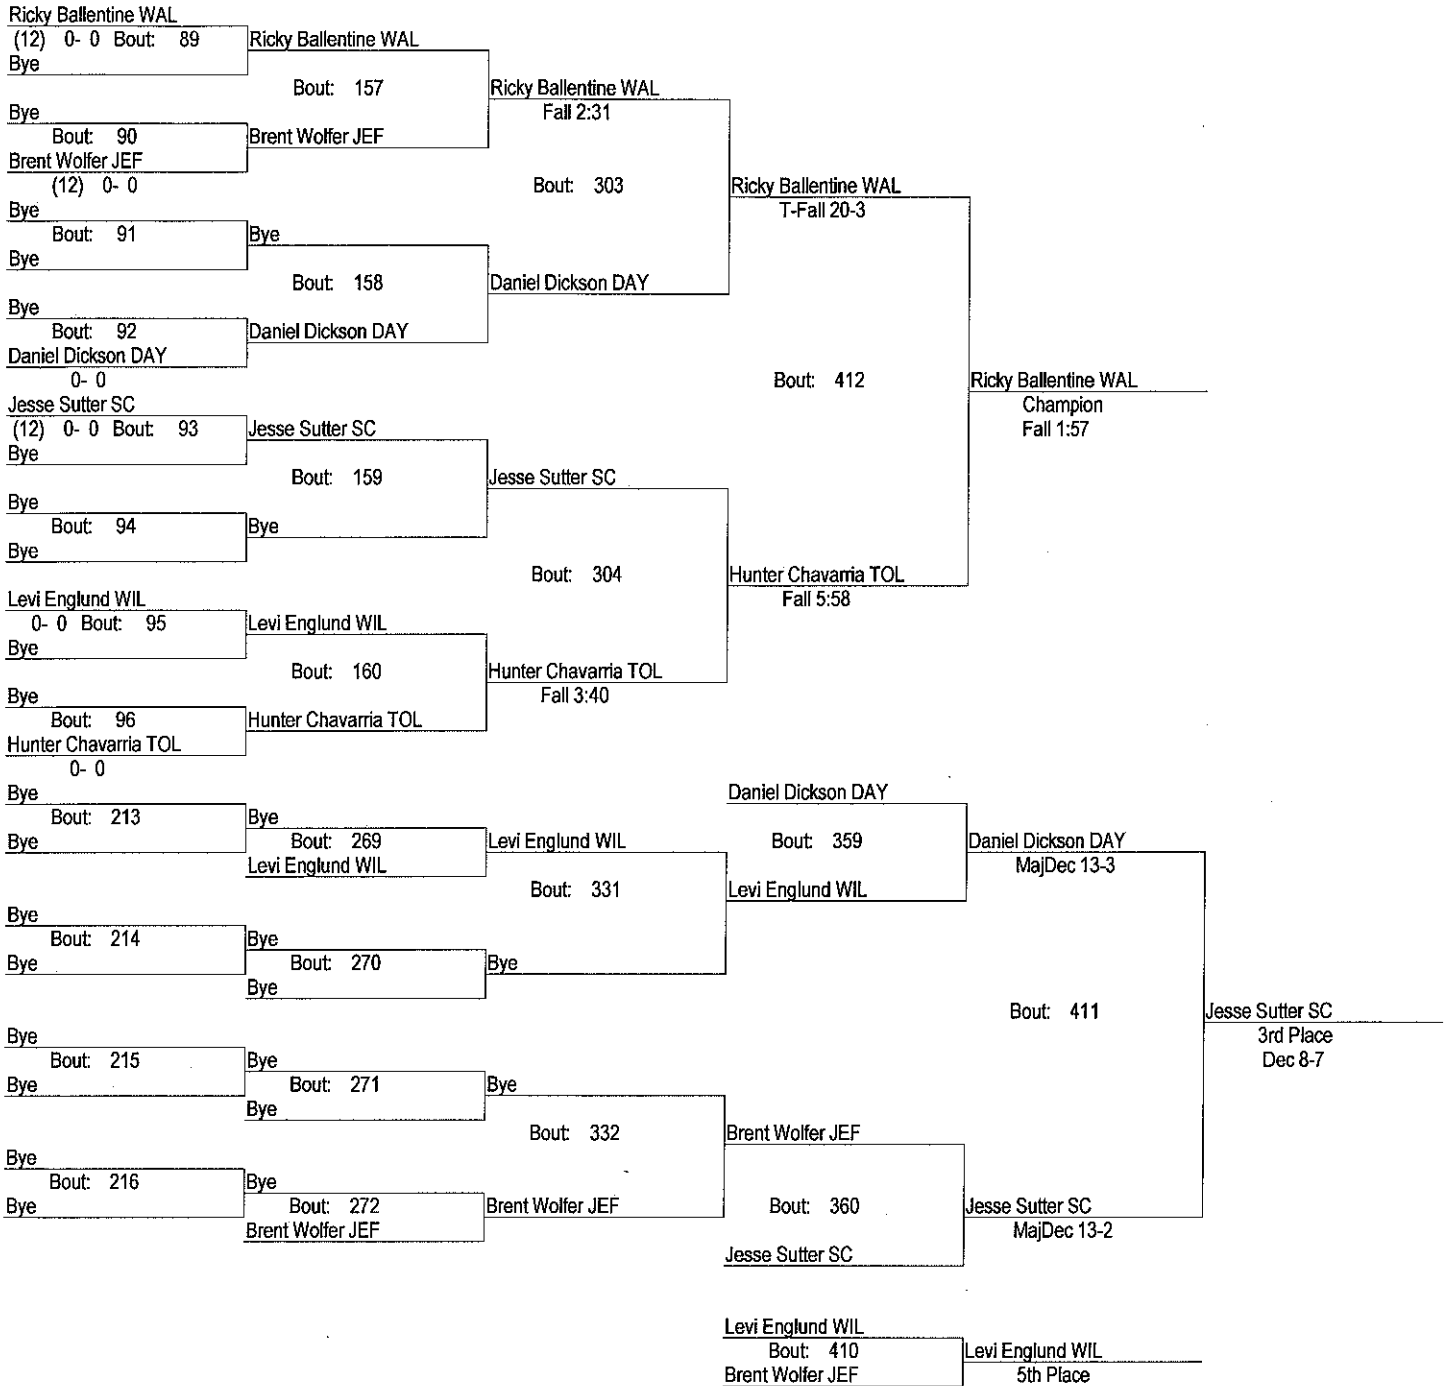 Ricky Ballentine WAL
(12) 0- 0 Bout: 89
Bye
Ricky Ballentine WAL
Bout: 157
Ricky Ballentine WAL
Fall 2:31
Bye
Bout: 90
Brent Wolfer JEF
Brent Wolfer JEF
(12) 0- 0
Bout: 303
Ricky Ballentine WAL
T-Fall 20-3
Bye
Bout: 91
Bye
Bye
Bout: 158
Daniel Dickson DAY
Bye
Bout: 92
Daniel Dickson DAY
Daniel Dickson DAY
0- 0
Bout: 412
Ricky Ballentine WAL
Champion
Fall 1:57
Jesse Sutter SC
(12) 0- 0 Bout: 93
Bye
Jesse Sutter SC
Bout: 159
Jesse Sutter SC
Bye
Bout: 94
Bye
Bye
Bout: 304
Hunter Chavarria TOL
Fall 5:58
Levi Englund WIL
0- 0 Bout: 95
Bye
Levi Englund WIL
Bout: 160
Hunter Chavarria TOL
Fall 3:40
Bye
Bout: 96
Hunter Chavarria TOL
Hunter Chavarria TOL
0- 0
Bye
Bout: 213
Bye
Bye
Bout: 269
Levi Englund WIL
Levi Englund WIL
Daniel Dickson DAY
Bout: 359
Daniel Dickson DAY
MajDec 13-3
Bout: 331
Levi Englund WIL
Bye
Bout: 214
Bye
Bye
Bout: 270
Bye
Bye
Bout: 411
Jesse Sutter SC
3rd Place
Dec 8-7
Bye
Bout: 215
Bye
Bye
Bout: 271
Bye
Bye
Bout: 332
Brent Wolfer JEF
Bye
Bout: 216
Bye
Bye
Bout: 272
Brent Wolfer JEF
Brent Wolfer JEF
Bout: 360
Jesse Sutter SC
MajDec 13-2
Jesse Sutter SC
Levi Englund WIL
Bout: 410
Brent Wolfer JEF
Levi Englund WIL
5th Place